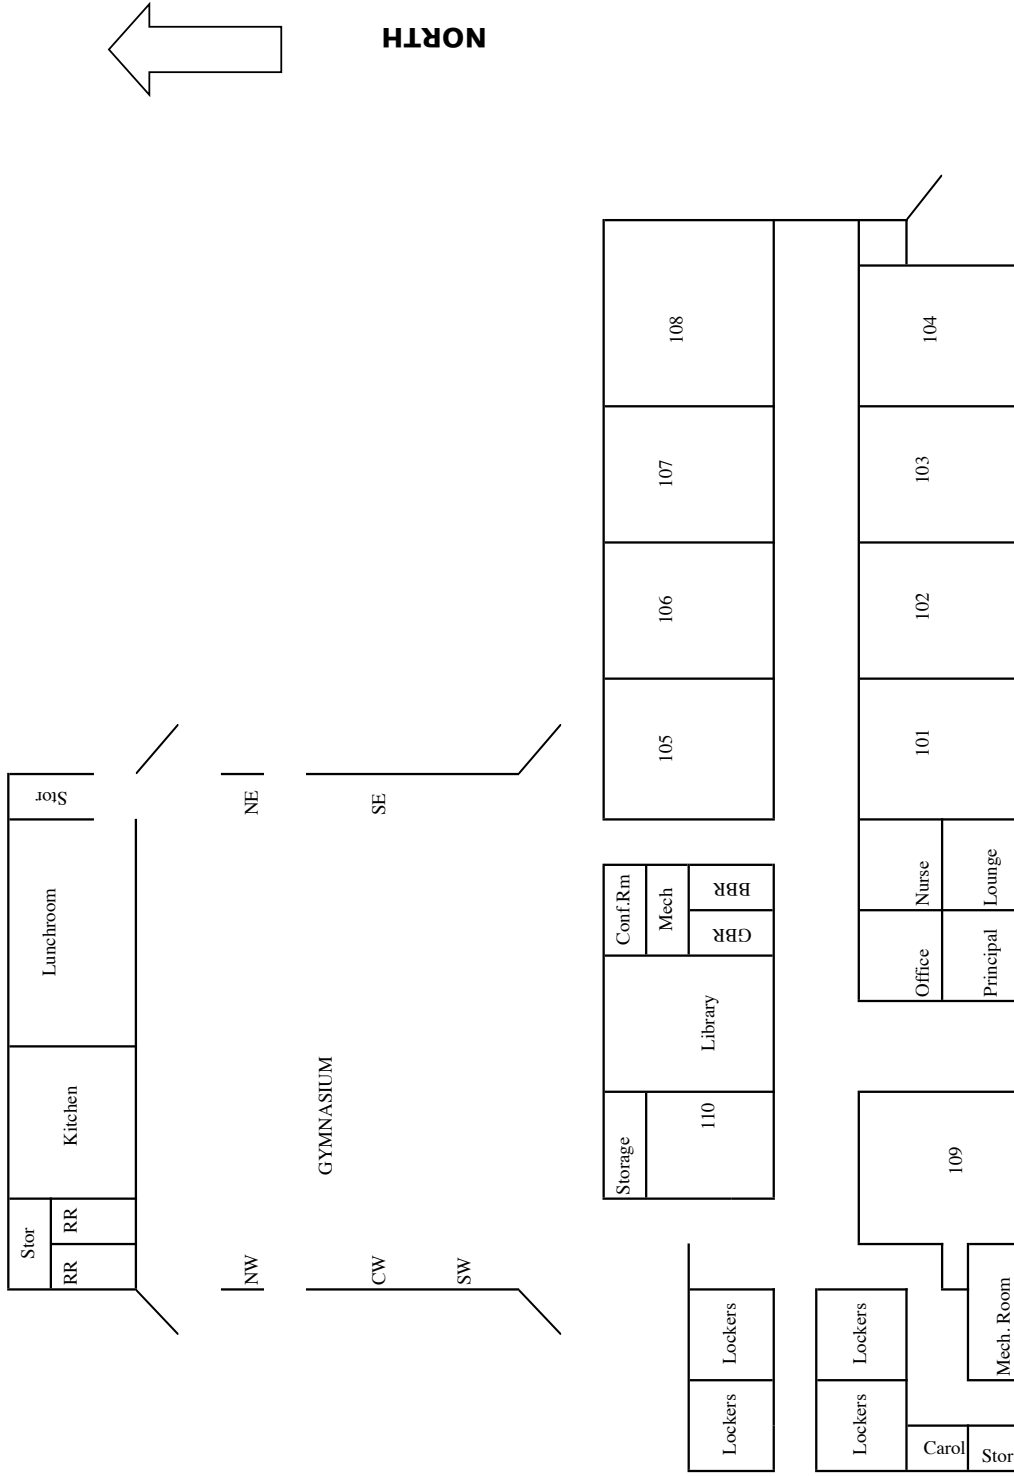 NORTH
Stor
RR
RR
Kitchen
Lunchroom
Stor
NW
CW
SW
GYMNASIUM
NE
SE
Storage
110
Library
Conf.Rm
Mech
GBR
BBR
105
106
107
108
Lockers
Lockers
Lockers
Lockers
Carol
Stor
Mech. Room
109
Office
Principal
Nurse
Lounge
101
102
103
104